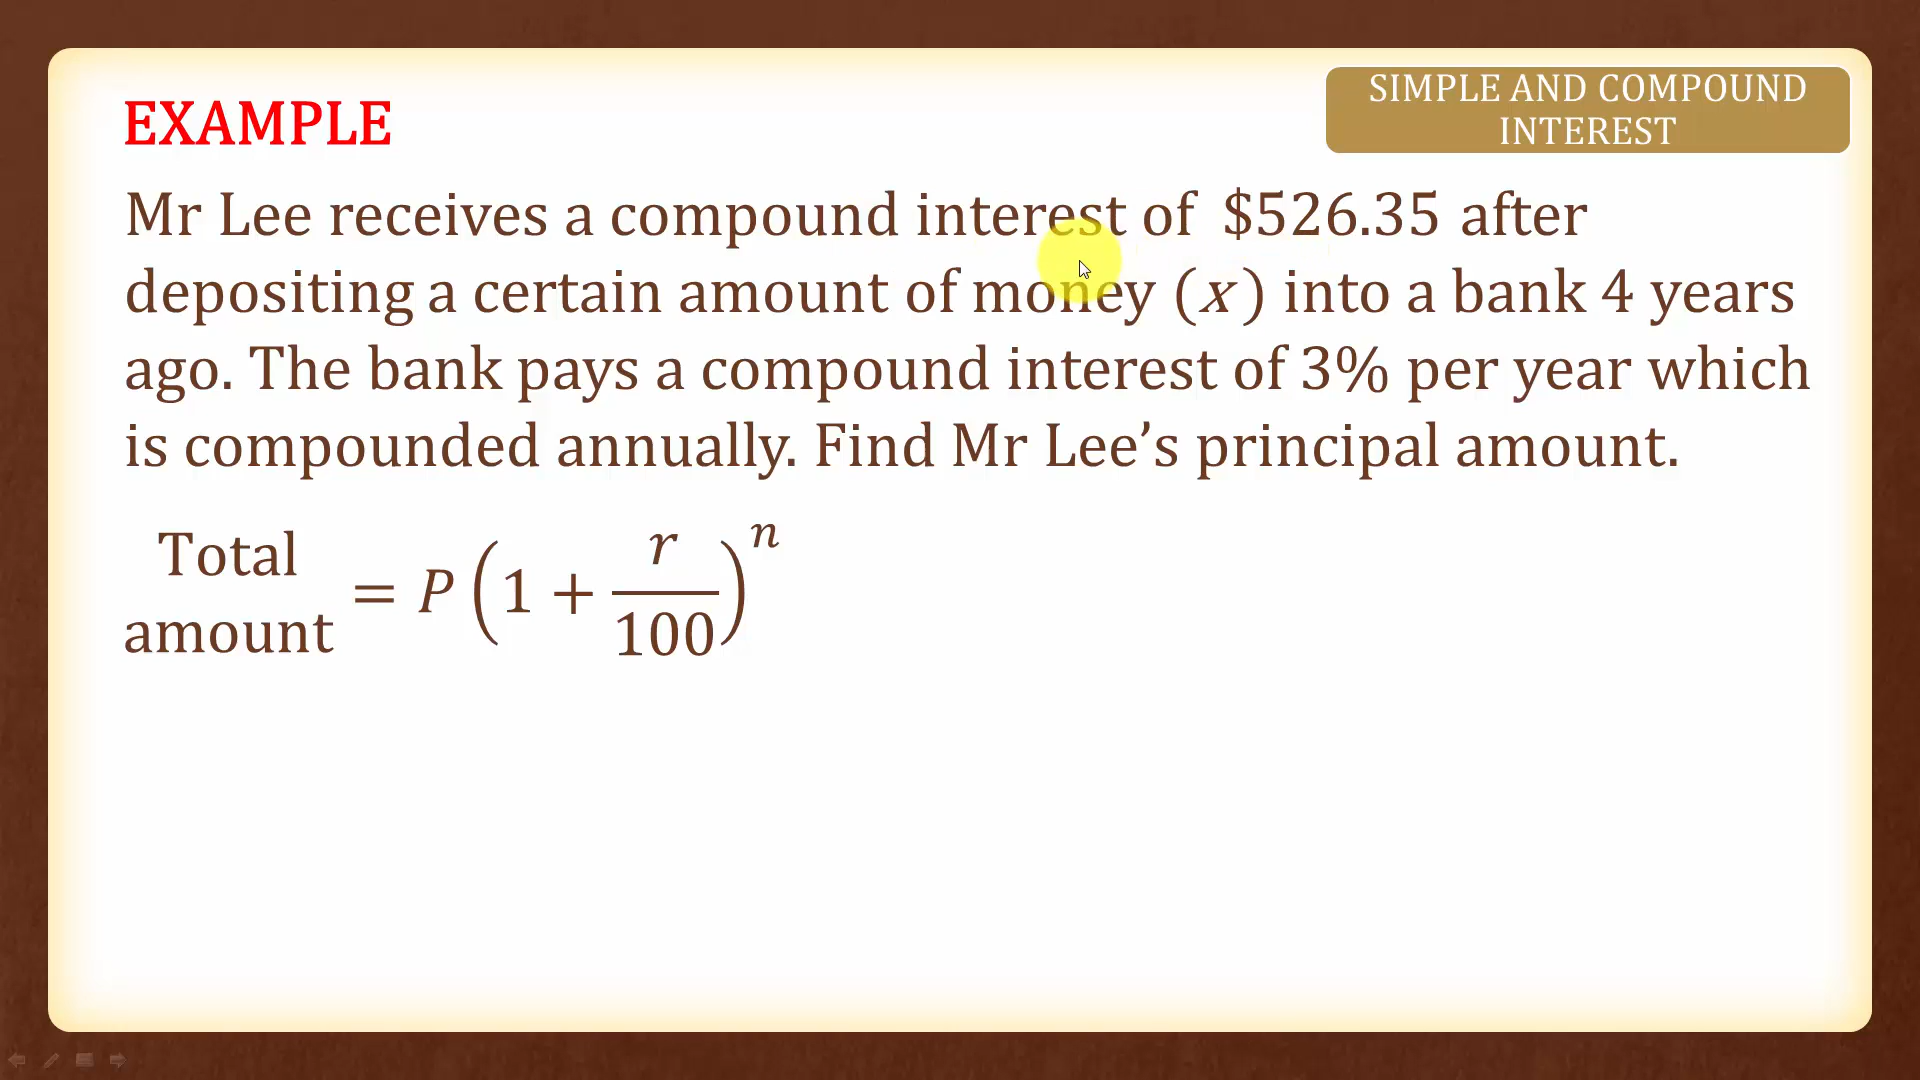 EXAMPLE
SIMPLE AND COMPOUND
INTEREST
Mr Lee receives a compound interest of $526.35 after
depositing a certain amount of money (x) into a bank 4 years
ago. The bank pays a compound interest of 3% per year which
is compounded annually. Find Mr Lee’s principal amount.
Total
amount = P(1 + r/100)^n